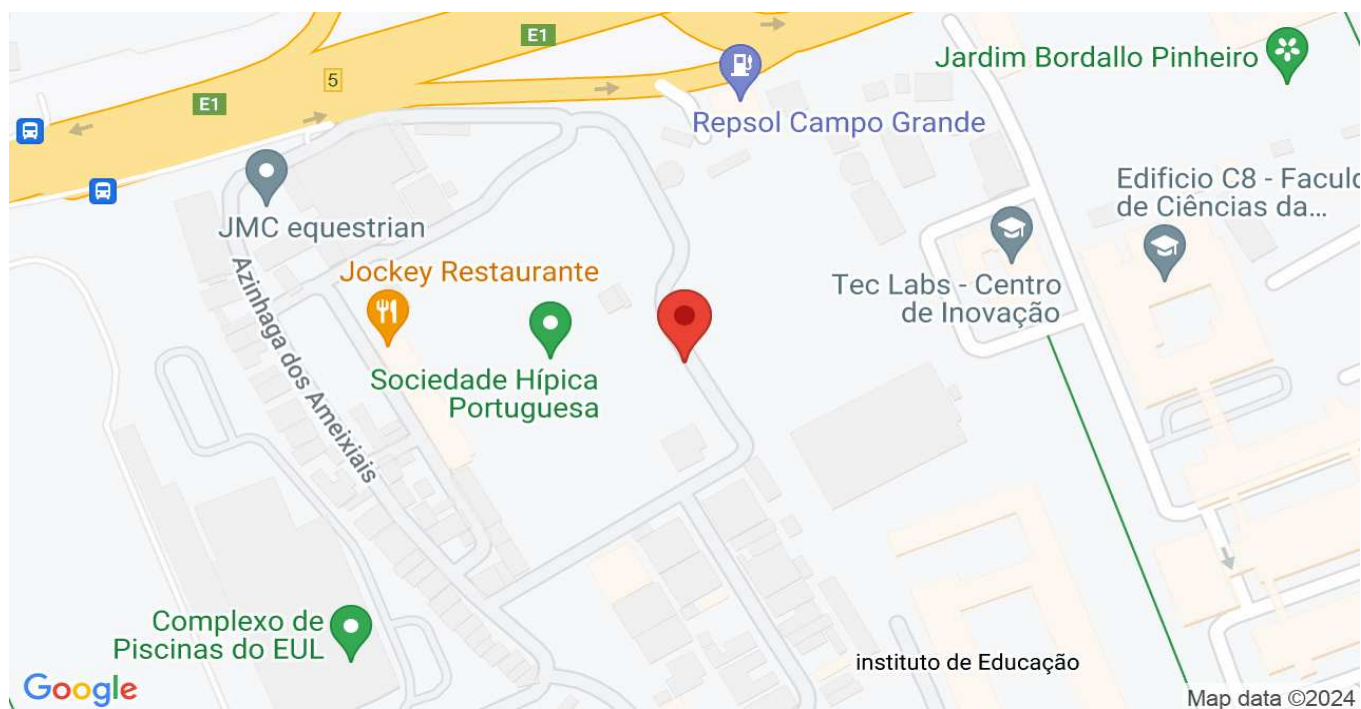 E1
Jardim Bordallo Pinheiro
5
E1
Repsol Campo Grande
Edificio C8 - Faculd
de Ciências da...
JMC equestrian
Jockey Restaurante
Tec Labs - Centro
de Inovação
Azinhaga dos Ameixiais
Sociedade Hípica
Portuguesa
Complexo de
Piscinas do EUL
instituto de Educação
Google
Map data ©2024